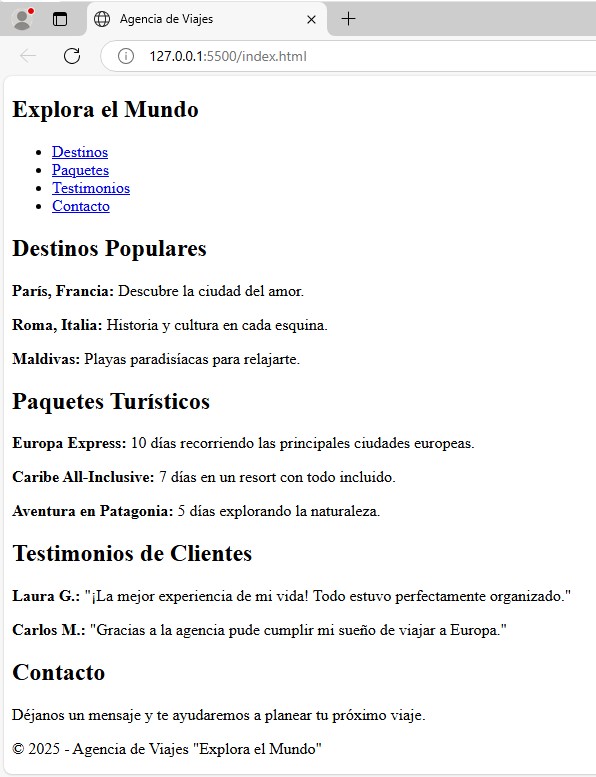 Agencia de Viajes
127.0.0.1:5500/index.html
Explora el Mundo
Destinos
Paquetes
Testimonios
Contacto
Destinos Populares
París, Francia: Descubre la ciudad del amor.
Roma, Italia: Historia y cultura en cada esquina.
Maldivas: Playas paradisíacas para relajarte.
Paquetes Turísticos
Europa Express: 10 días recorriendo las principales ciudades europeas.
Caribe All-Inclusive: 7 días en un resort con todo incluido.
Aventura en Patagonia: 5 días explorando la naturaleza.
Testimonios de Clientes
Laura G.: "¡La mejor experiencia de mi vida! Todo estuvo perfectamente organizado."
Carlos M.: "Gracias a la agencia pude cumplir mi sueño de viajar a Europa."
Contacto
Déjanos un mensaje y te ayudaremos a planear tu próximo viaje.
© 2025 - Agencia de Viajes "Explora el Mundo"